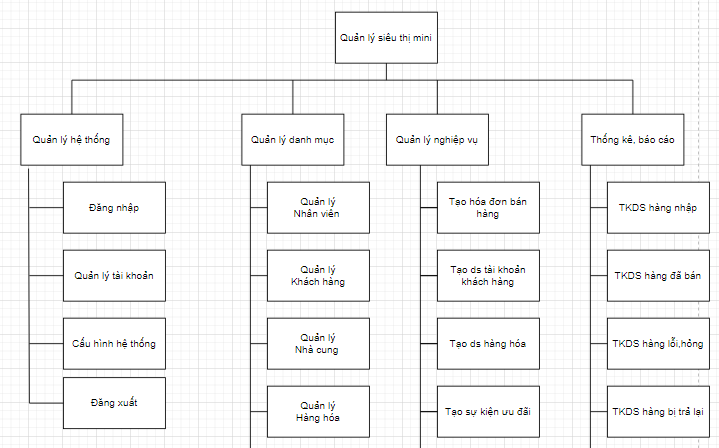 Quản lý siêu thị mini
Quản lý hệ thống
Quản lý danh mục
Quản lý nghiệp vụ
Thống kê, báo cáo
Đăng nhập
Quản lý
Nhân viên
Tạo hóa đơn bán
hàng
TKDS hàng nhập
Quản lý tài khoản
Quản lý
Khách hàng
Tạo ds tài khoản
khách hàng
TKDS hàng đã bán
Cấu hình hệ thống
Quản lý
Nhà cung
Tạo ds hàng hóa
TKDS hàng lỗi,hỏng
Đăng xuất
Quản lý
Hàng hóa
Tạo sự kiện ưu đãi
TKDS hàng bị trả lại